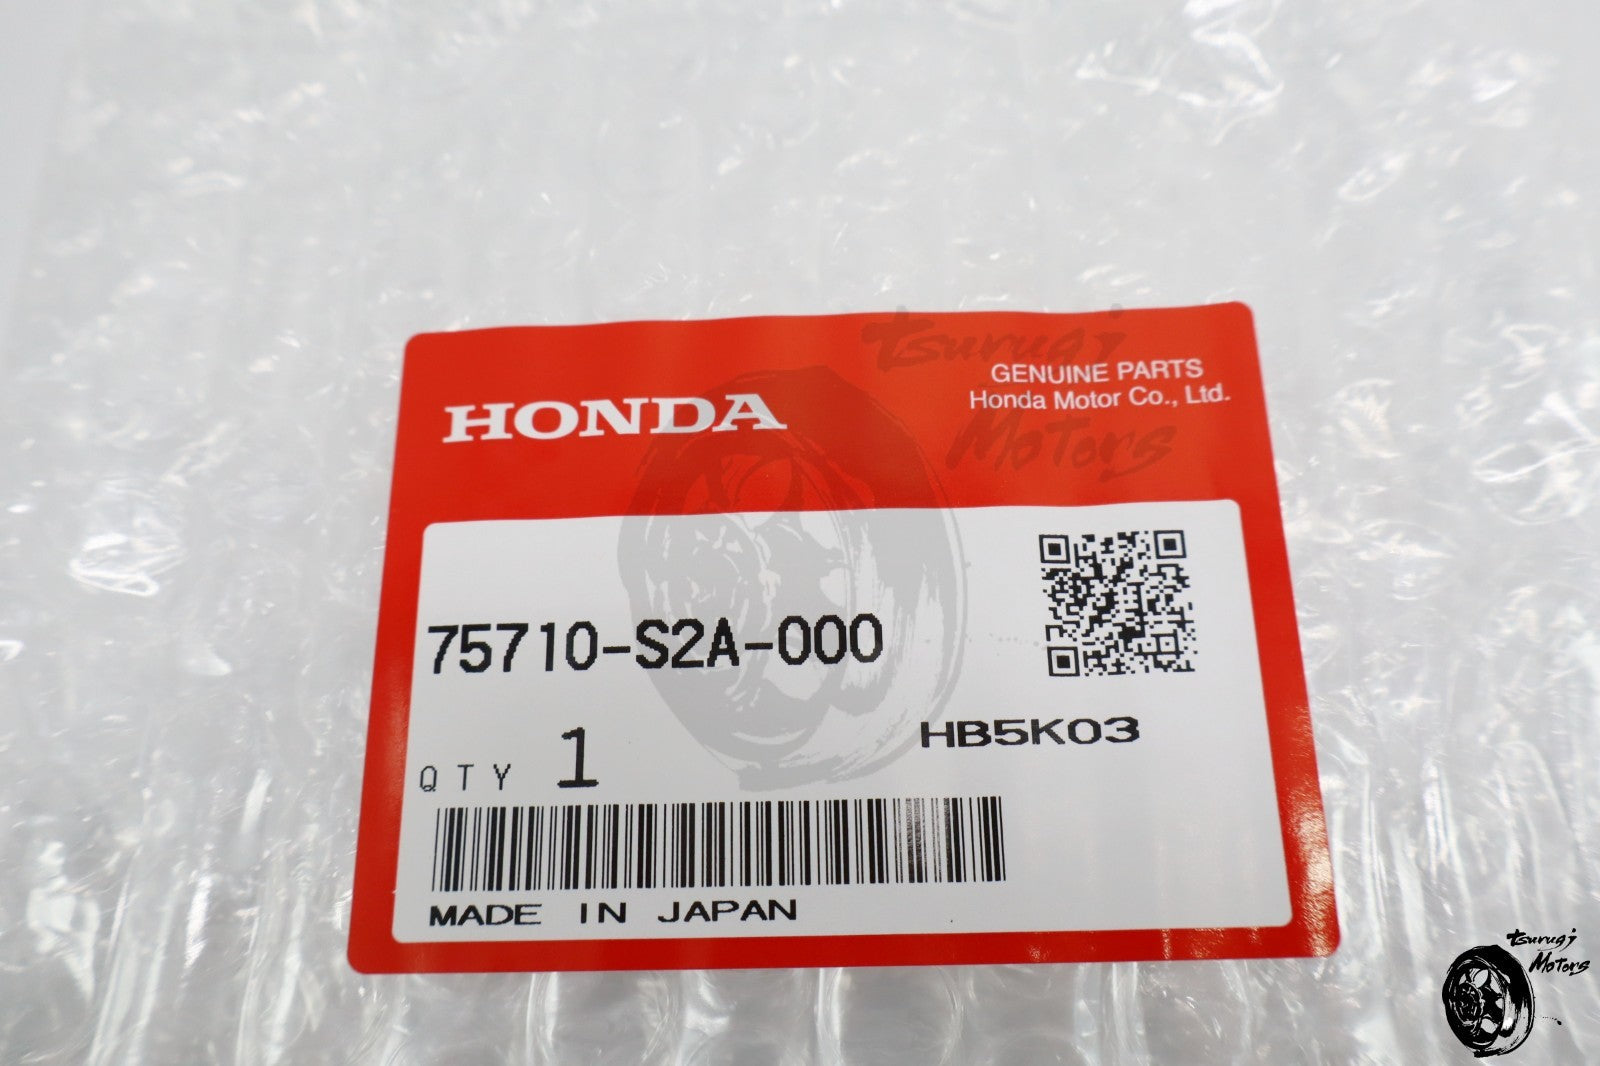 HONDA
GENUINE PARTS
Honda Motor Co., Ltd.
Tsurugi
Motors
75710-S2A-000
HB5K03
QTY 1
MADE IN JAPAN
Tsurugi
Motors